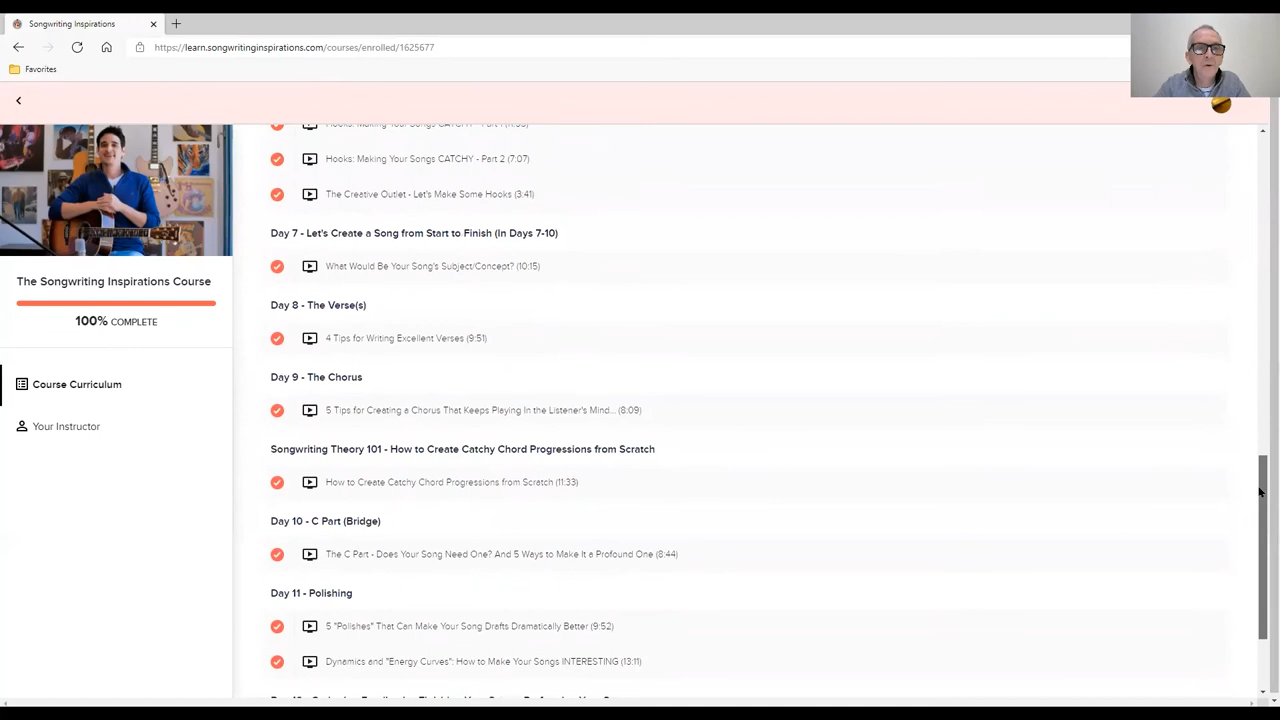 Songwriting Inspirations
https://learn.songwritinginspirations.com/courses/enrolled/1625677
Favorites
Hooks: Making Your Songs CATCHY - Part 1
Hooks: Making Your Songs CATCHY - Part 2 (7:07)
The Creative Outlet - Let's Make Some Hooks (3:41)
Day 7 - Let's Create a Song from Start to Finish (In Days 7-10)
What Would Be Your Song's Subject/Concept? (10:15)
The Songwriting Inspirations Course
100% COMPLETE
Day 8 - The Verse(s)
4 Tips for Writing Excellent Verses (9:51)
Day 9 - The Chorus
Course Curriculum
5 Tips for Creating a Chorus That Keeps Playing In the Listener's Mind... (8:09)
Your Instructor
Songwriting Theory 101 - How to Create Catchy Chord Progressions from Scratch
How to Create Catchy Chord Progressions from Scratch (11:33)
Day 10 - C Part (Bridge)
The C Part - Does Your Song Need One? And 5 Ways to Make It a Profound One (8:44)
Day 11 - Polishing
5 "Polishes" That Can Make Your Song Drafts Dramatically Better (9:52)
Dynamics and "Energy Curves": How to Make Your Songs INTERESTING (13:11)